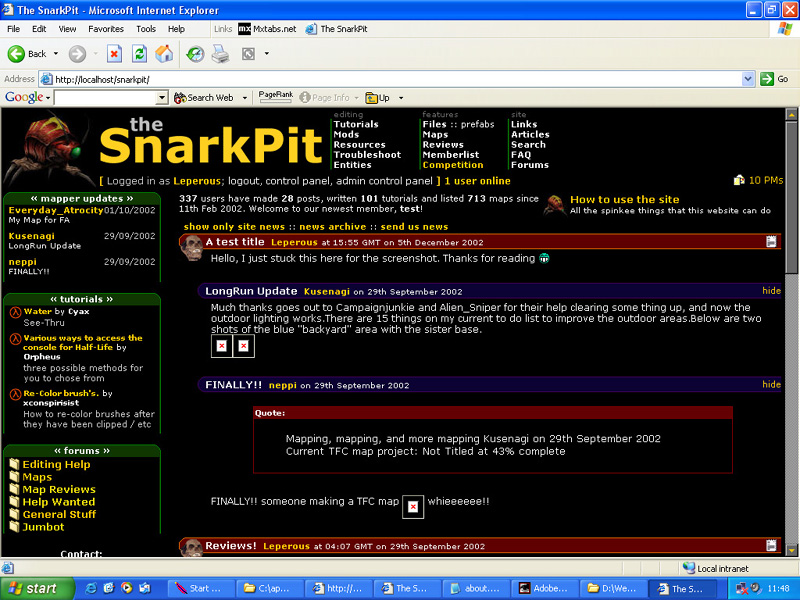 The SnarkPit - Microsoft Internet Explorer
File Edit View Favorites Tools Help Links Mxtabs.net The SnarkPit
Back
Address http://localhost/snarkpit/ Go
Google Search Web PageRank Page Info Up
the
SnarkPit
editing
Tutorials
Mods
Resources
Troubleshoot
Entities
features
Files :: prefabs
Maps
Reviews
Memberlist
Competition
site
Links
Articles
Search
FAQ
Forums
[ Logged in as Leperous; logout, control panel, admin control panel ] 1 user online
10 PMs
‹‹ mapper updates ››
Everyday_Atrocity 01/10/2002
My Map for FA
Kusenagi 29/09/2002
LongRun Update
neppi 29/09/2002
FINALLY!!
‹‹ tutorials ››
Water by Cyax
See-Thru
Various ways to access the
console for Half-Life by
Orpheus
three possible methods for
you to chose from
Re-Color brush's. by
xconspirisist
How to re-color brushes after
they have been clipped / etc
‹‹ forums ››
Editing Help
Maps
Map Reviews
Help Wanted
General Stuff
Jumbot
Contact:
337 users have made 28 posts, written 101 tutorials and listed 713 maps since
11th Feb 2002. Welcome to our newest member, test!
How to use the site
All the spinkee things that this website can do
show only site news :: news archive :: send us news
A test title Leperous at 15:55 GMT on 5th December 2002
Hello, I just stuck this here for the screenshot. Thanks for reading
LongRun Update Kusenagi on 29th September 2002 hide
Much thanks goes out to Campaignjunkie and Alien_Sniper for their help clearing some thing up, and now the
outdoor lighting works.There are 15 things on my current to do list to improve the outdoor areas.Below are two
shots of the blue "backyard" area with the sister base.
FINALLY!! neppi on 29th September 2002 hide
Quote:
Mapping, mapping, and more mapping Kusenagi on 29th September 2002
Current TFC map project: Not Titled at 43% complete
FINALLY!! someone making a TFC map whieeeeee!!
Reviews! Leperous at 04:07 GMT on 29th September 2002
Local intranet
start
Start ...
C:\ap...
http://...
The S...
about....
Adobe...
D:\We...
The S...
11:48